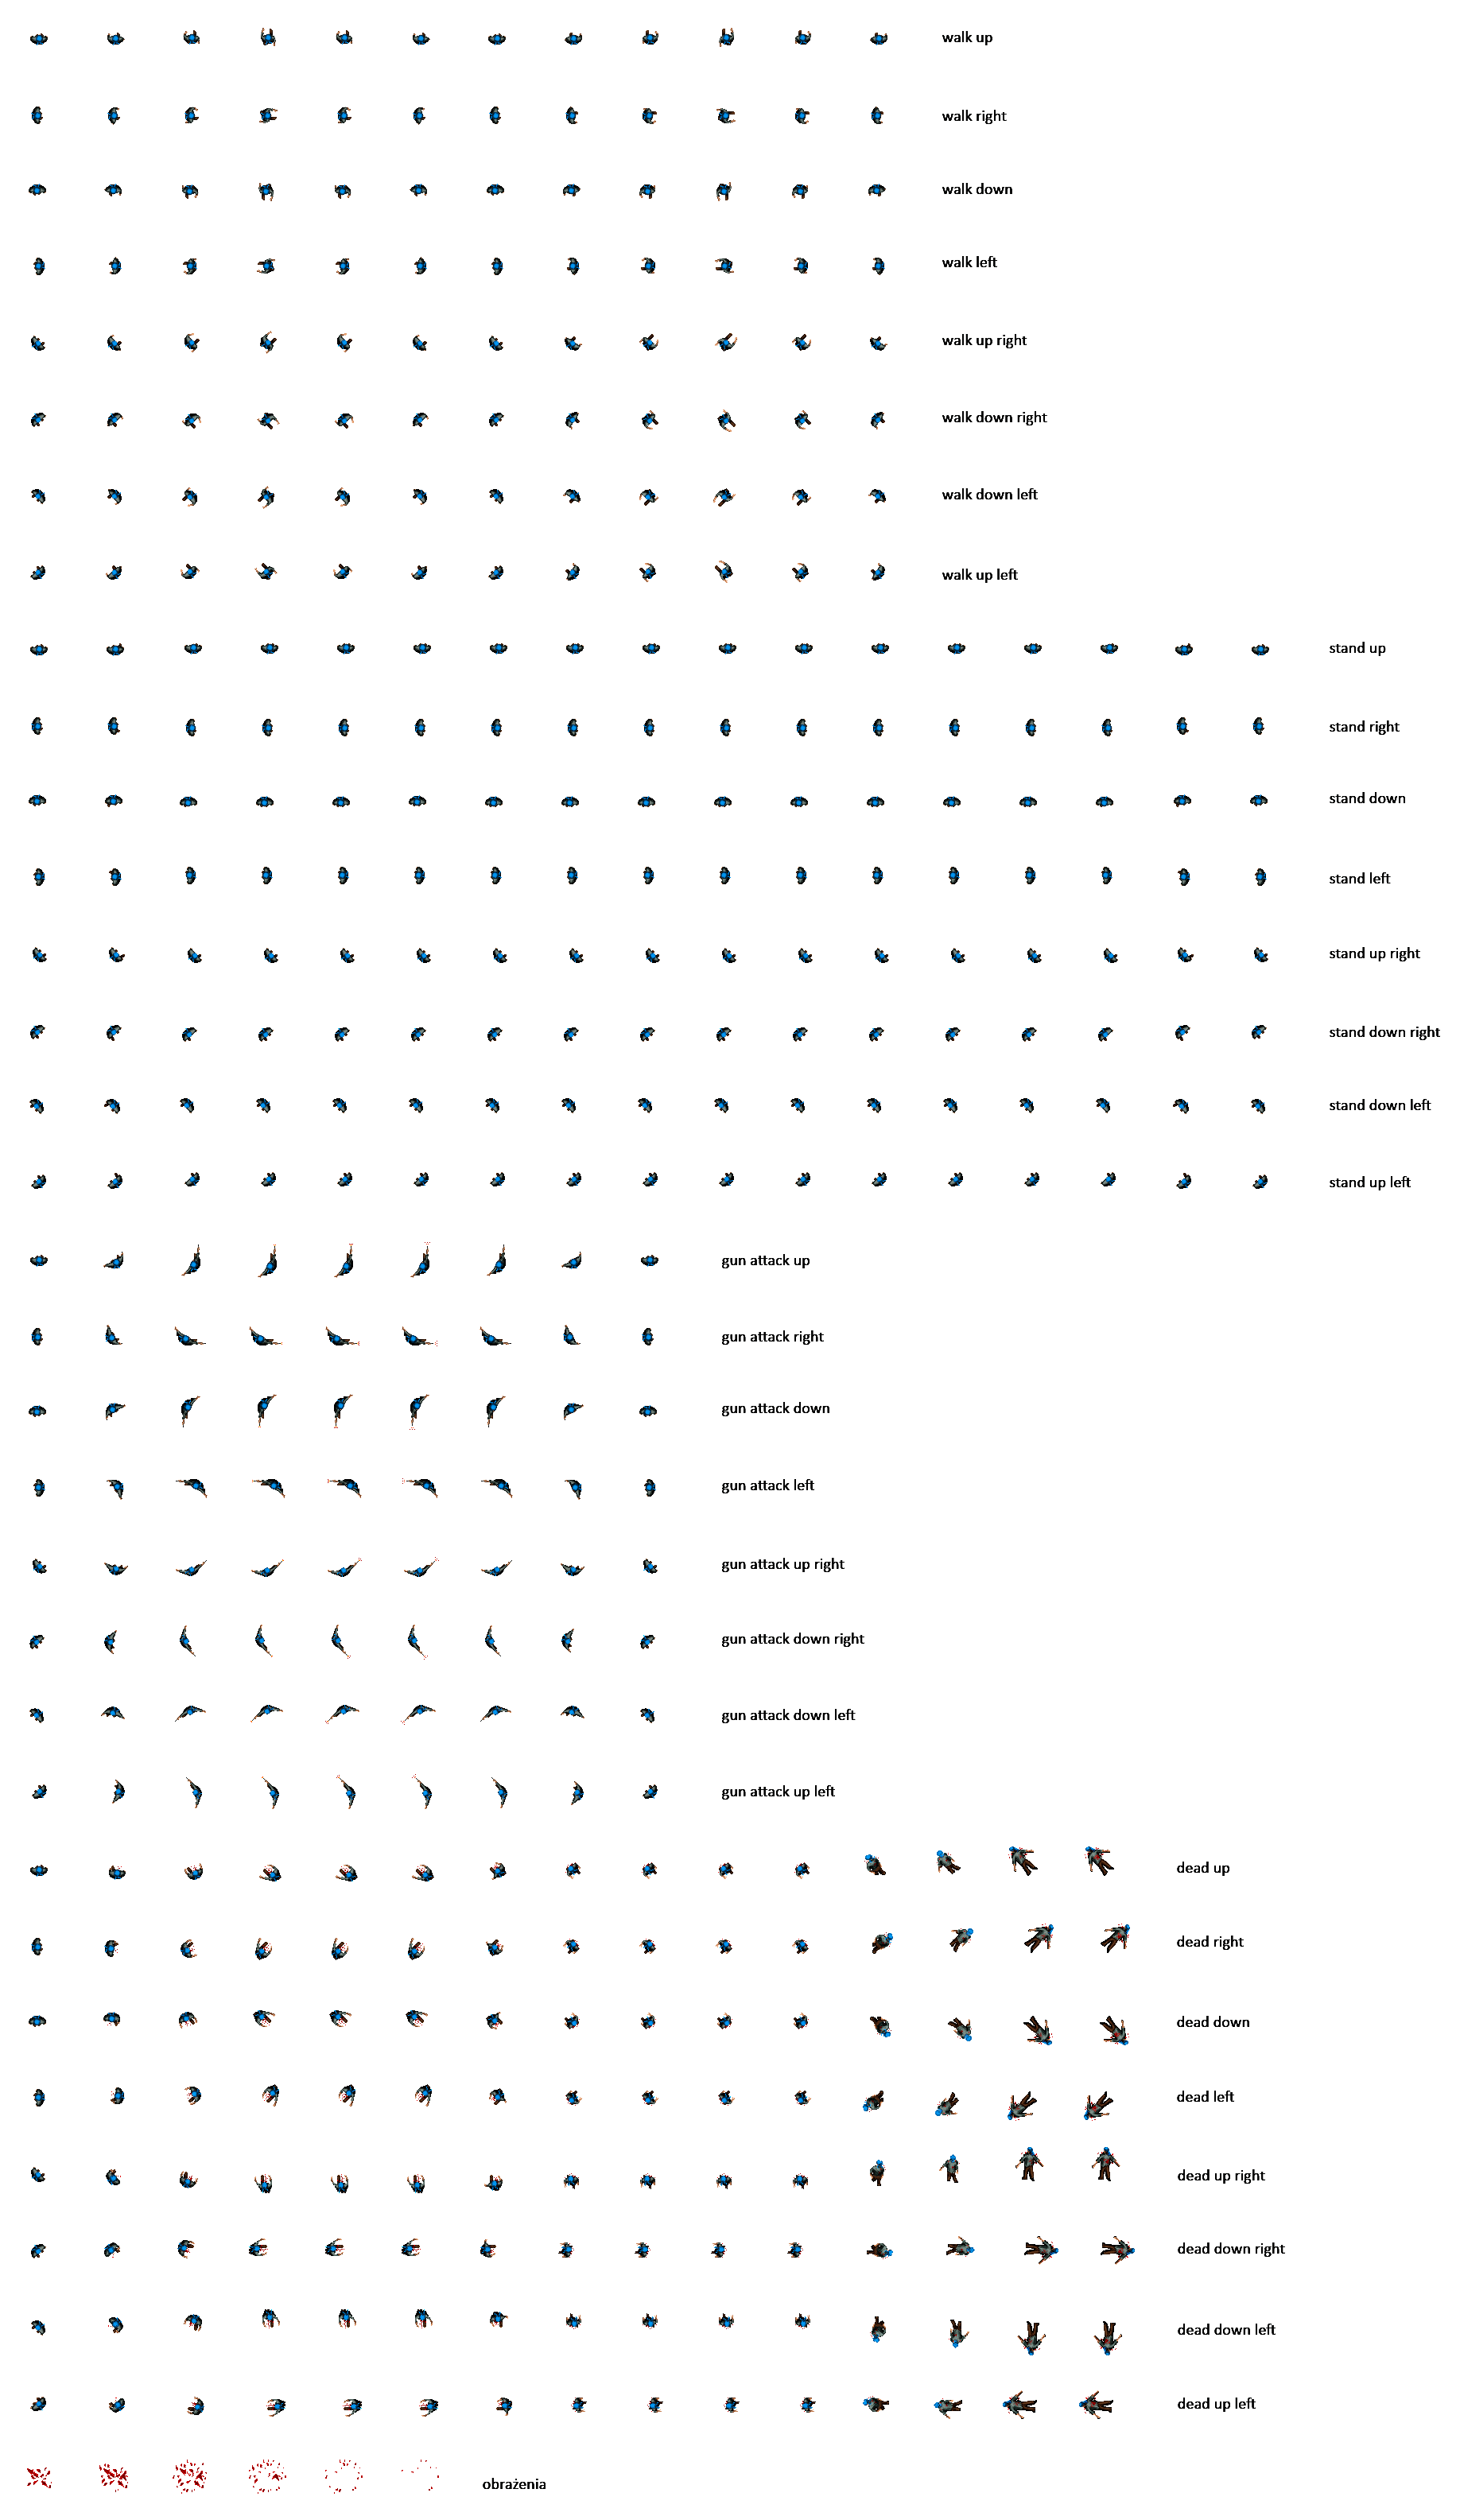 walk up
walk right
walk down
walk left
walk up right
walk down right
walk down left
walk up left
stand up
stand right
stand down
stand left
stand up right
stand down right
stand down left
stand up left
gun attack up
gun attack right
gun attack down
gun attack left
gun attack up right
gun attack down right
gun attack down left
gun attack up left
dead up
dead right
dead down
dead left
dead up right
dead down right
dead down left
dead up left
obrażenia